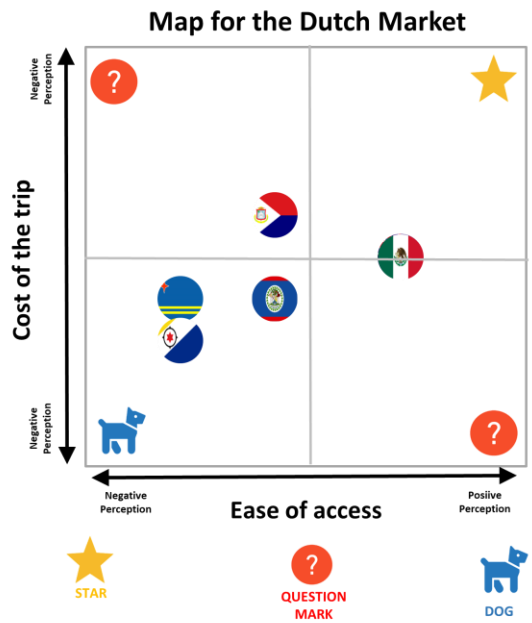 Map for the Dutch Market
Negative
Perception
?
Cost of the trip
Negative
Perception
?
Negative
Perception
Ease of access
Posiive
Perception
STAR
?
QUESTION
MARK
DOG